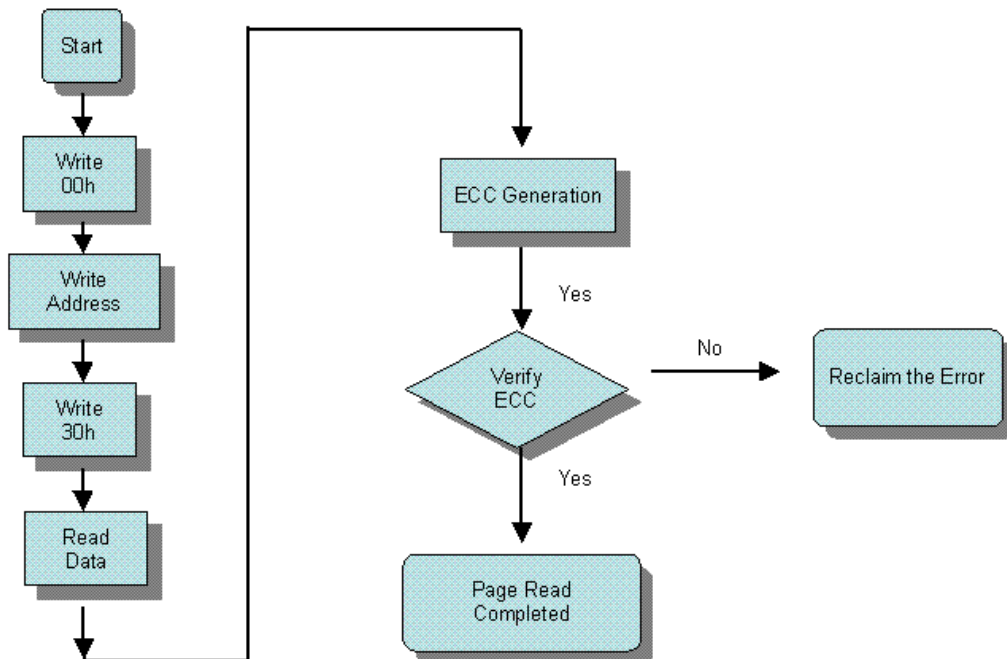 Start
Write
00h
Write
Address
Write
30h
Read
Data
ECC Generation
Yes
Verify
ECC
No
Reclaim the Error
Yes
Page Read
Completed